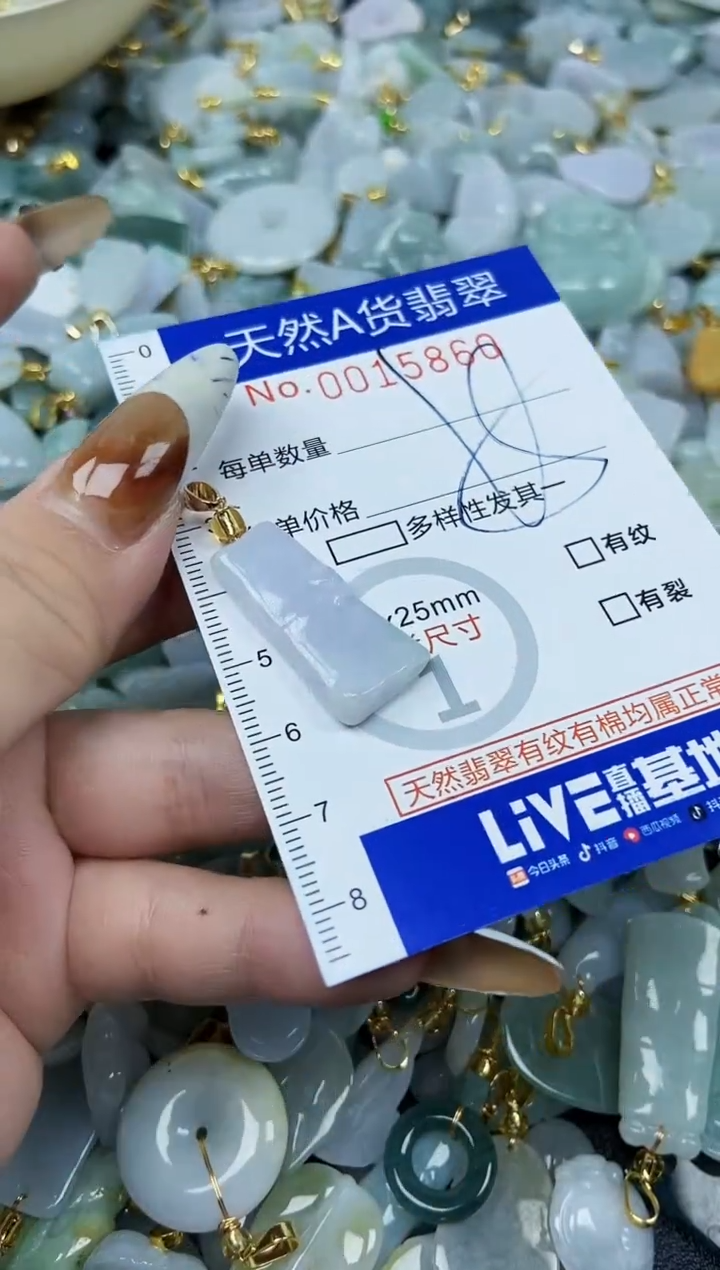 天然A货翡翠
0
No.0015860
每单数量
单价格
多样性发其一
有纹
25mm
有裂
尺寸
5
1
6
天然翡翠有纹有棉均属正常
7
LiVE直播基地
今日头条 抖音 西瓜视频 抖
8